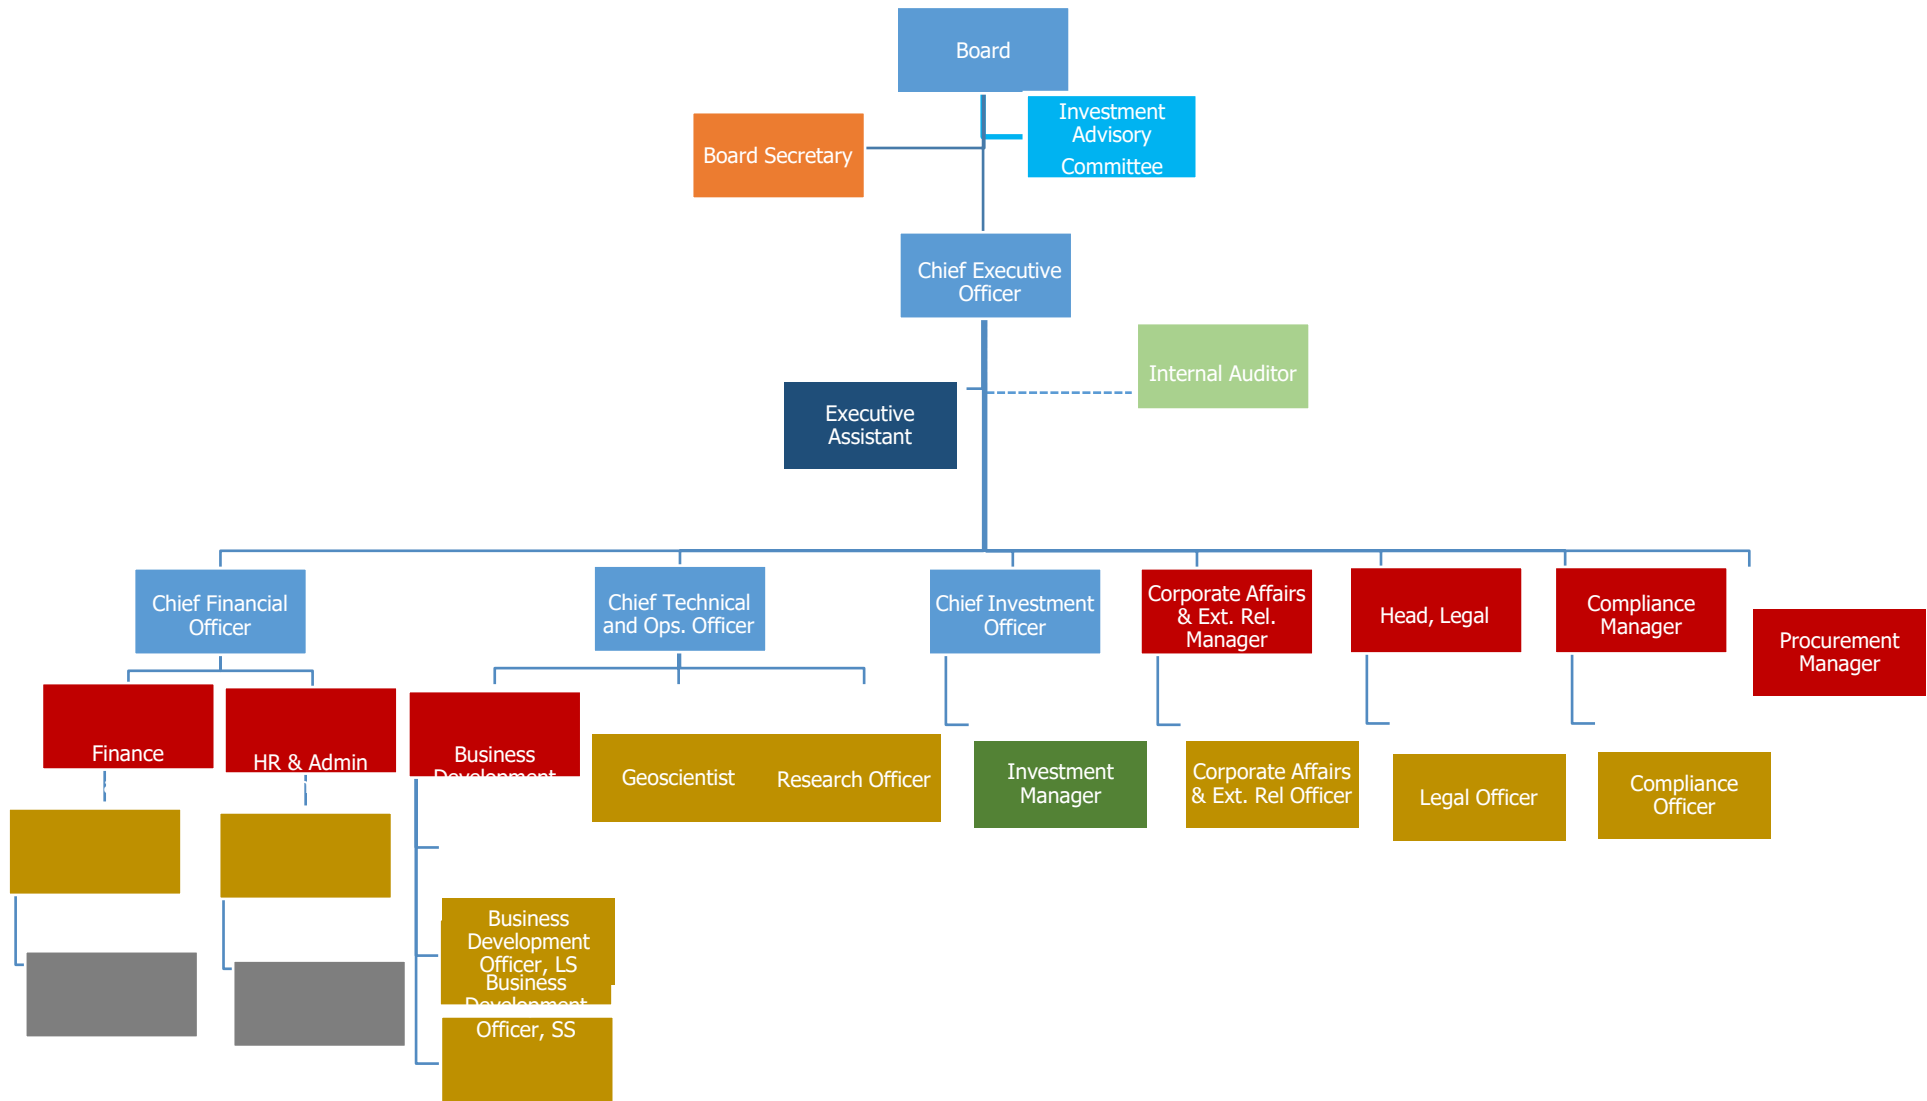 Board
Investment
Advisory
Committee
Board Secretary
Chief Executive
Officer
Internal Auditor
Executive
Assistant
Chief Financial
Officer
Chief Technical
and Ops. Officer
Chief Investment
Officer
Corporate Affairs
& Ext. Rel.
Manager
Head, Legal
Compliance
Manager
Procurement
Manager
Finance
HR & Admin
Business
Development
Geoscientist
Research Officer
Investment
Manager
Corporate Affairs
& Ext. Rel Officer
Legal Officer
Compliance
Officer
Business
Development
Officer, LS
Business
Development
Officer, SS